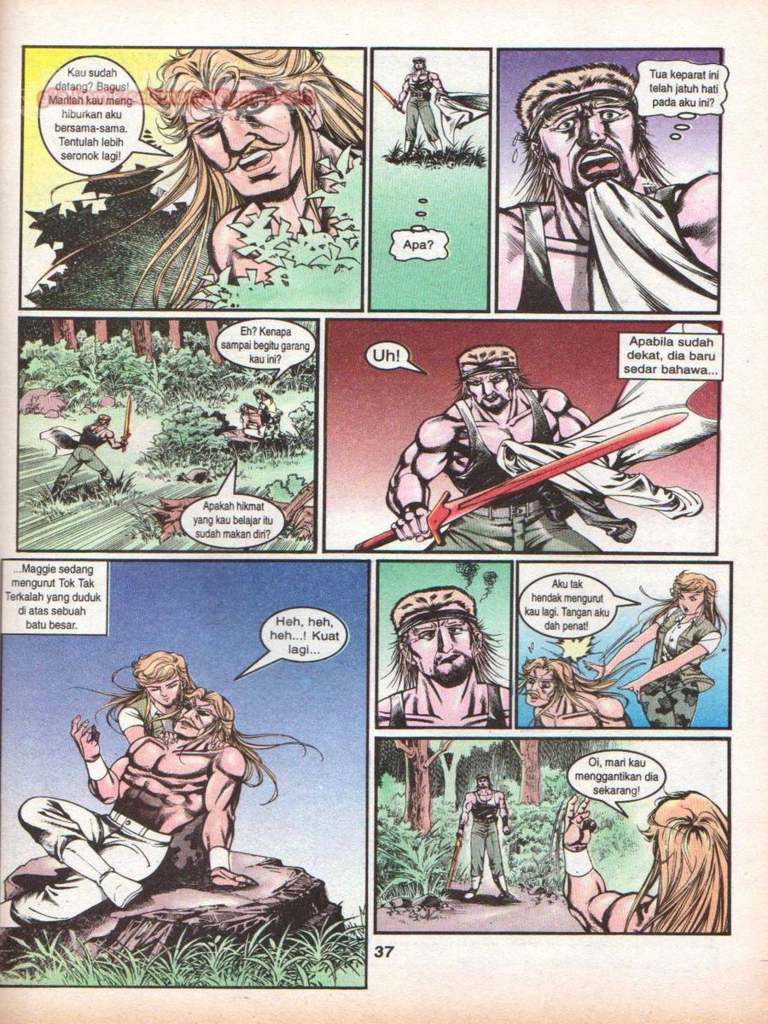 Kau sudah
datang? Bagus!
Marilah kau meng-
hiburkan aku
bersama-sama.
Tentulah lebih
seronok lagi!
Apa?
Tua keparat ini
telah jatuh hati
pada aku ini?
Eh? Kenapa
sampai begitu garang
kau ini?
Apakah hikmat
yang kau belajar itu
sudah makan diri?
Uh!
Apabila sudah
dekat, dia baru
sedar bahawa...
...Maggie sedang
mengurut Tok Tak
Terkalah yang duduk
di atas sebuah
batu besar.
Heh, heh,
heh...! Kuat
lagi...
Aku tak
hendak mengurut
kau lagi. Tangan aku
dah penat!
Oi, mari kau
menggantikan dia
sekarang!
37